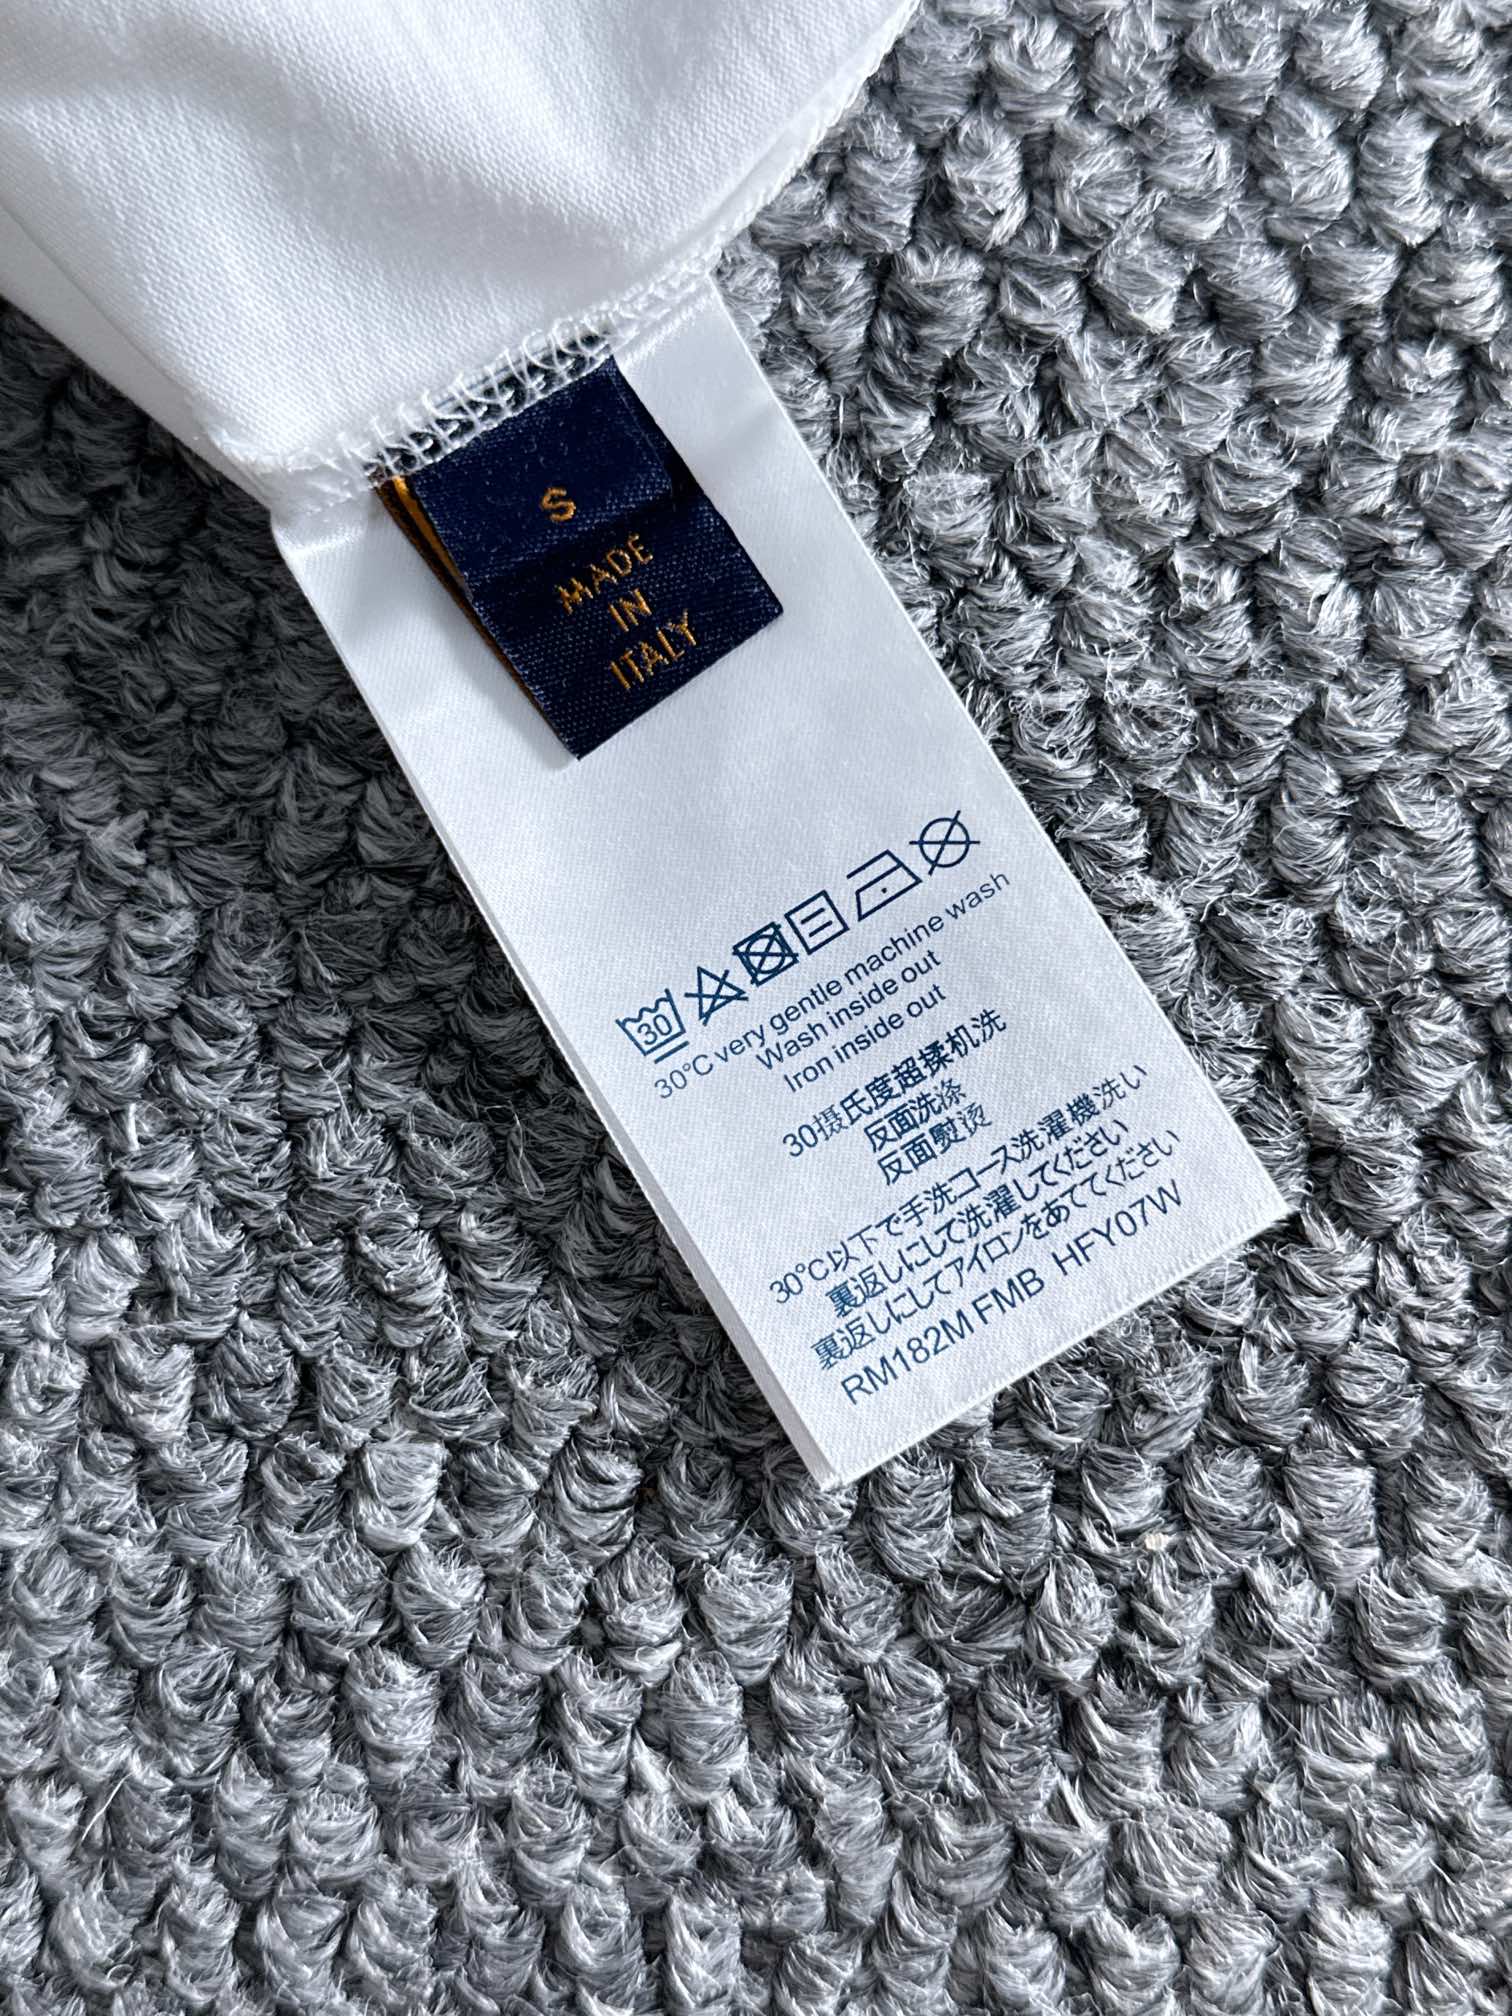 S
MADE
IN
ITALY
30
30°C very gentle machine wash
Wash inside out
Iron inside out
30摄氏度超揉机洗
反面洗涤
反面熨烫
30°C以下で手洗コース洗濯機洗い
裏返しにして洗濯してください
裏返しにしてアイロンをあててください
RM182M FMB HFY07W